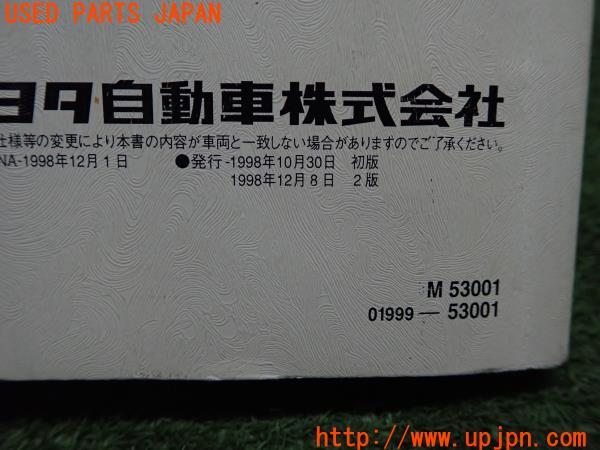 USED PARTS JAPAN
ヨタ自動車株式会社
仕様等の変更により本書の内容が車両と一致しない場合がありますのでご了承ください。
NA-1998年12月1日 ●発行-1998年10月30日 初版
1998年12月8日 2版
M 53001
01999-53001
http://www.upjpn.com/